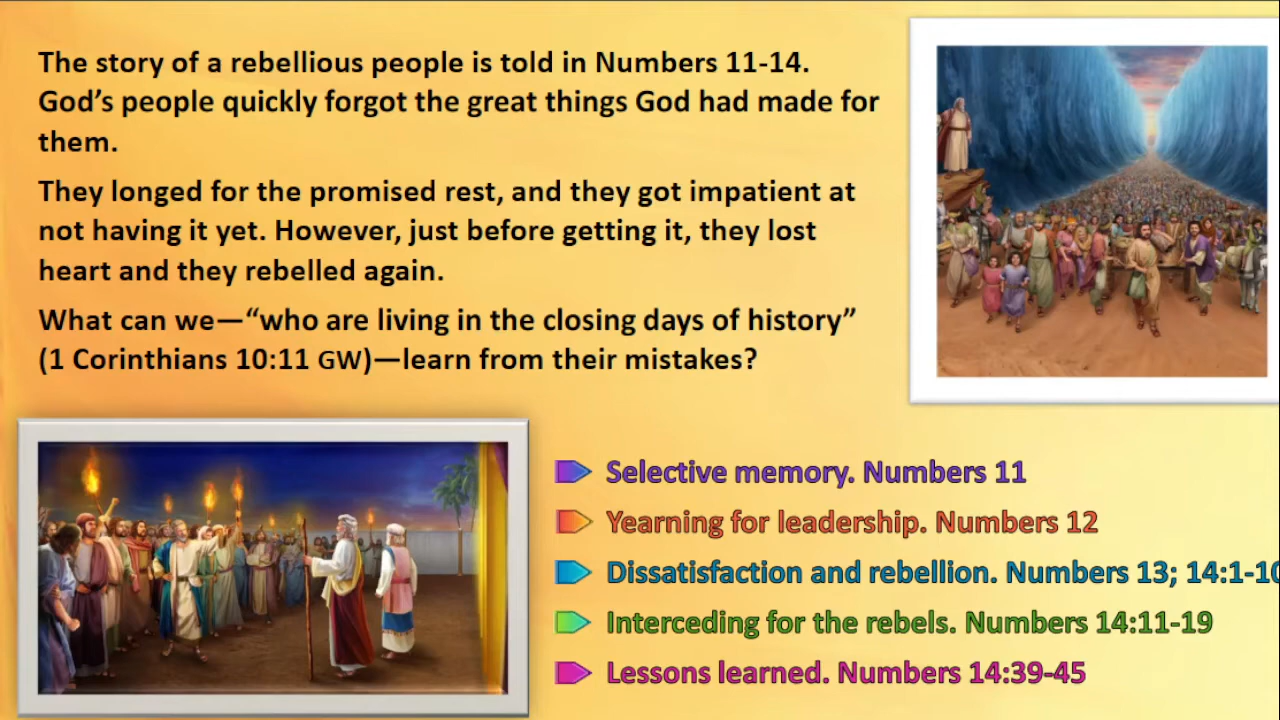 The story of a rebellious people is told in Numbers 11-14.
God’s people quickly forgot the great things God had made for
them.
They longed for the promised rest, and they got impatient at
not having it yet. However, just before getting it, they lost
heart and they rebelled again.
What can we—“who are living in the closing days of history”
(1 Corinthians 10:11 GW)—learn from their mistakes?
Selective memory. Numbers 11
Yearning for leadership. Numbers 12
Dissatisfaction and rebellion. Numbers 13; 14:1-10
Interceding for the rebels. Numbers 14:11-19
Lessons learned. Numbers 14:39-45